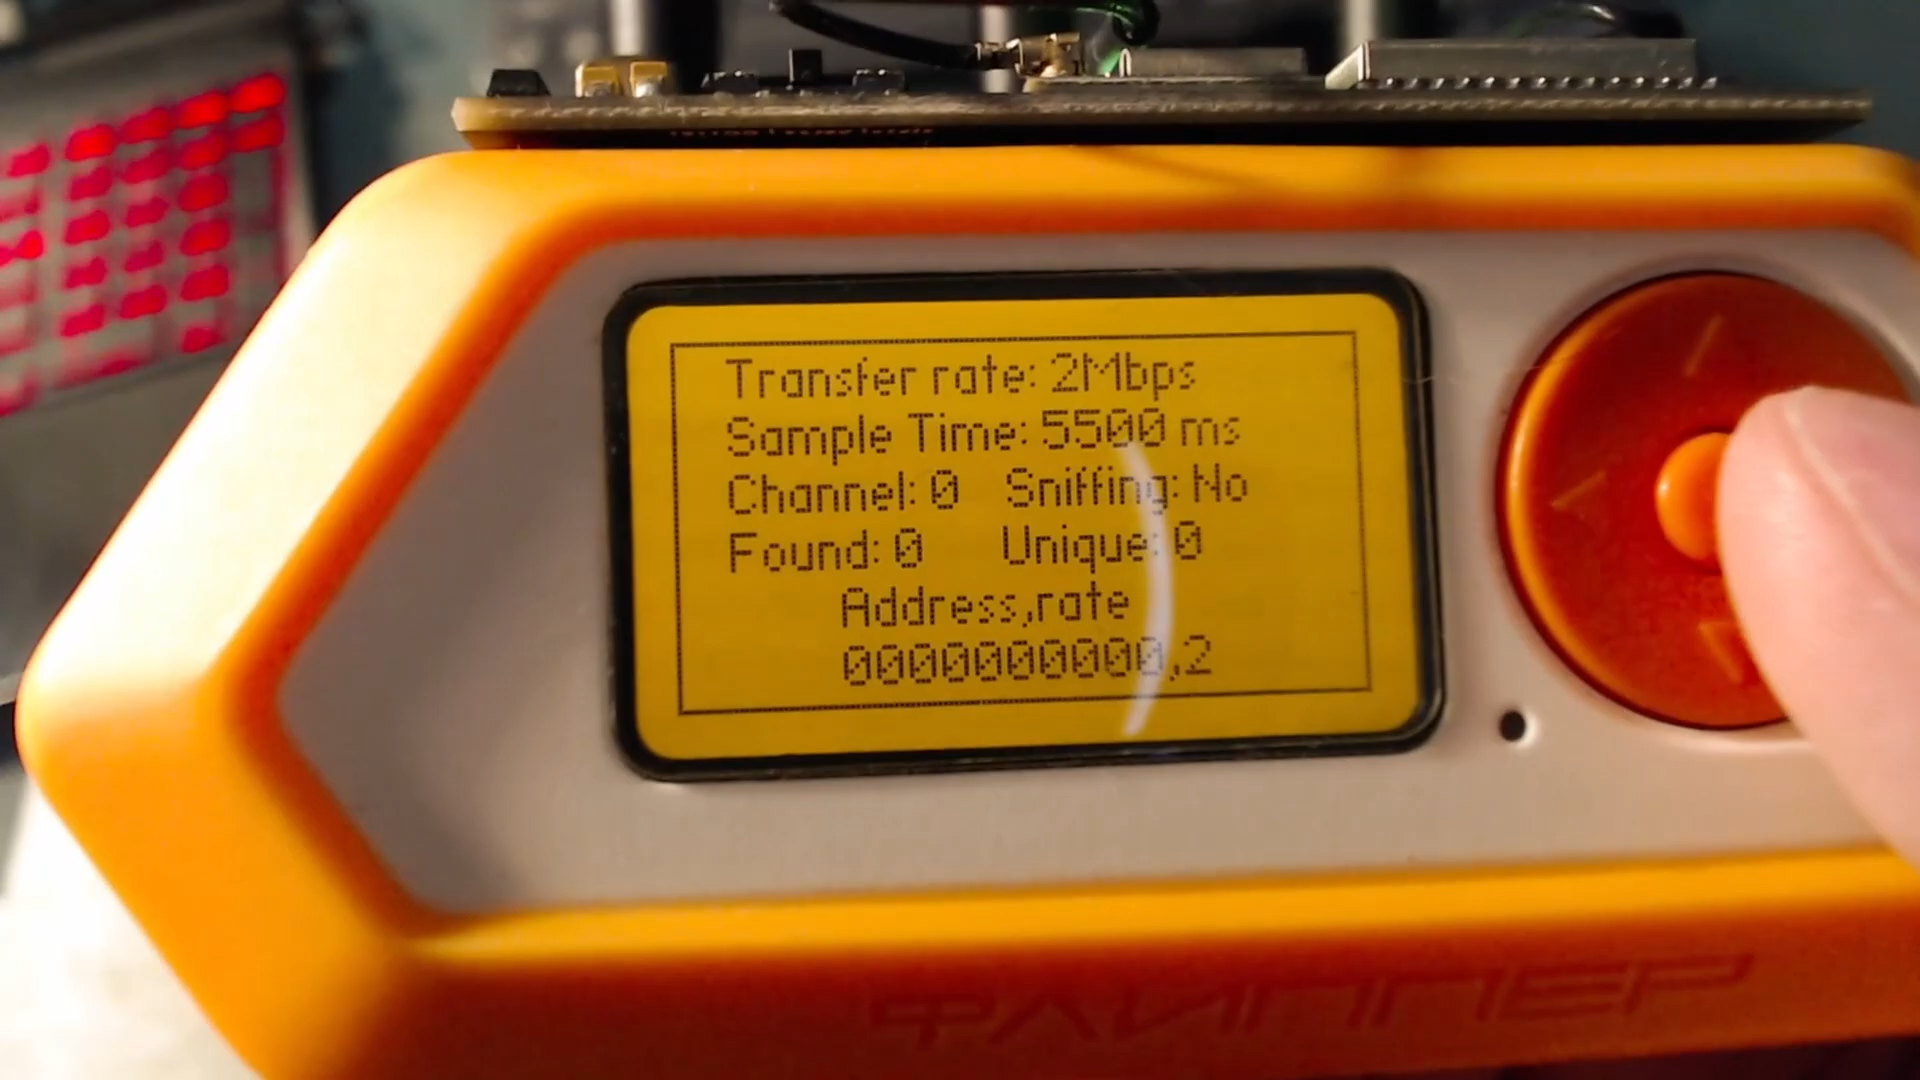 Transfer rate: 2Mbps
Sample Time: 5500 ms
Channel: 0 Sniffing: No
Found: 0 Unique: 0
Address,rate
0000000000,2
ФЛИППЕР